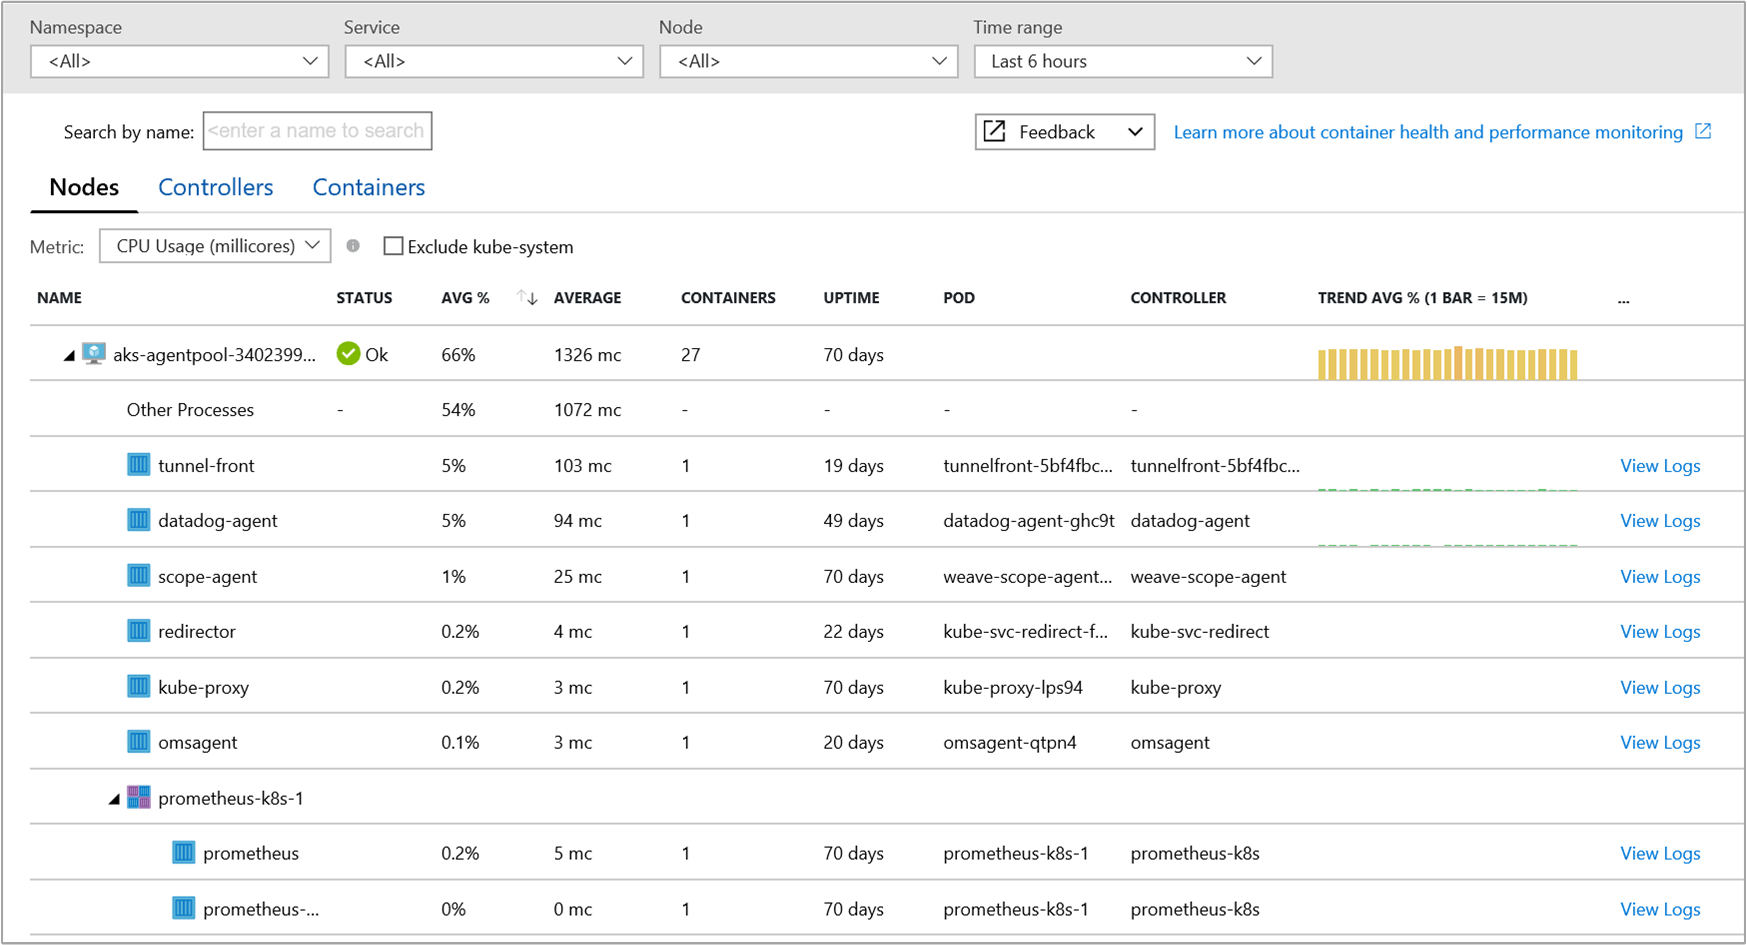 Namespace Service Node Time range
<All> <All> <All> Last 6 hours
Search by name: <enter a name to search Feedback Learn more about container health and performance monitoring
Nodes Controllers Containers
Metric: CPU Usage (millicores) Exclude kube-system
NAME STATUS AVG % AVERAGE CONTAINERS UPTIME POD CONTROLLER TREND AVG % (1 BAR = 15M) ...
aks-agentpool-3402399... Ok 66% 1326 mc 27 70 days
Other Processes - 54% 1072 mc - - - -
tunnel-front 5% 103 mc 1 19 days tunnelfront-5bf4fbc... tunnelfront-5bf4fbc... View Logs
datadog-agent 5% 94 mc 1 49 days datadog-agent-ghc9t datadog-agent View Logs
scope-agent 1% 25 mc 1 70 days weave-scope-agent... weave-scope-agent View Logs
redirector 0.2% 4 mc 1 22 days kube-svc-redirect-f... kube-svc-redirect View Logs
kube-proxy 0.2% 3 mc 1 70 days kube-proxy-lps94 kube-proxy View Logs
omsagent 0.1% 3 mc 1 20 days omsagent-qtpn4 omsagent View Logs
prometheus-k8s-1
prometheus 0.2% 5 mc 1 70 days prometheus-k8s-1 prometheus-k8s View Logs
prometheus-... 0% 0 mc 1 70 days prometheus-k8s-1 prometheus-k8s View Logs